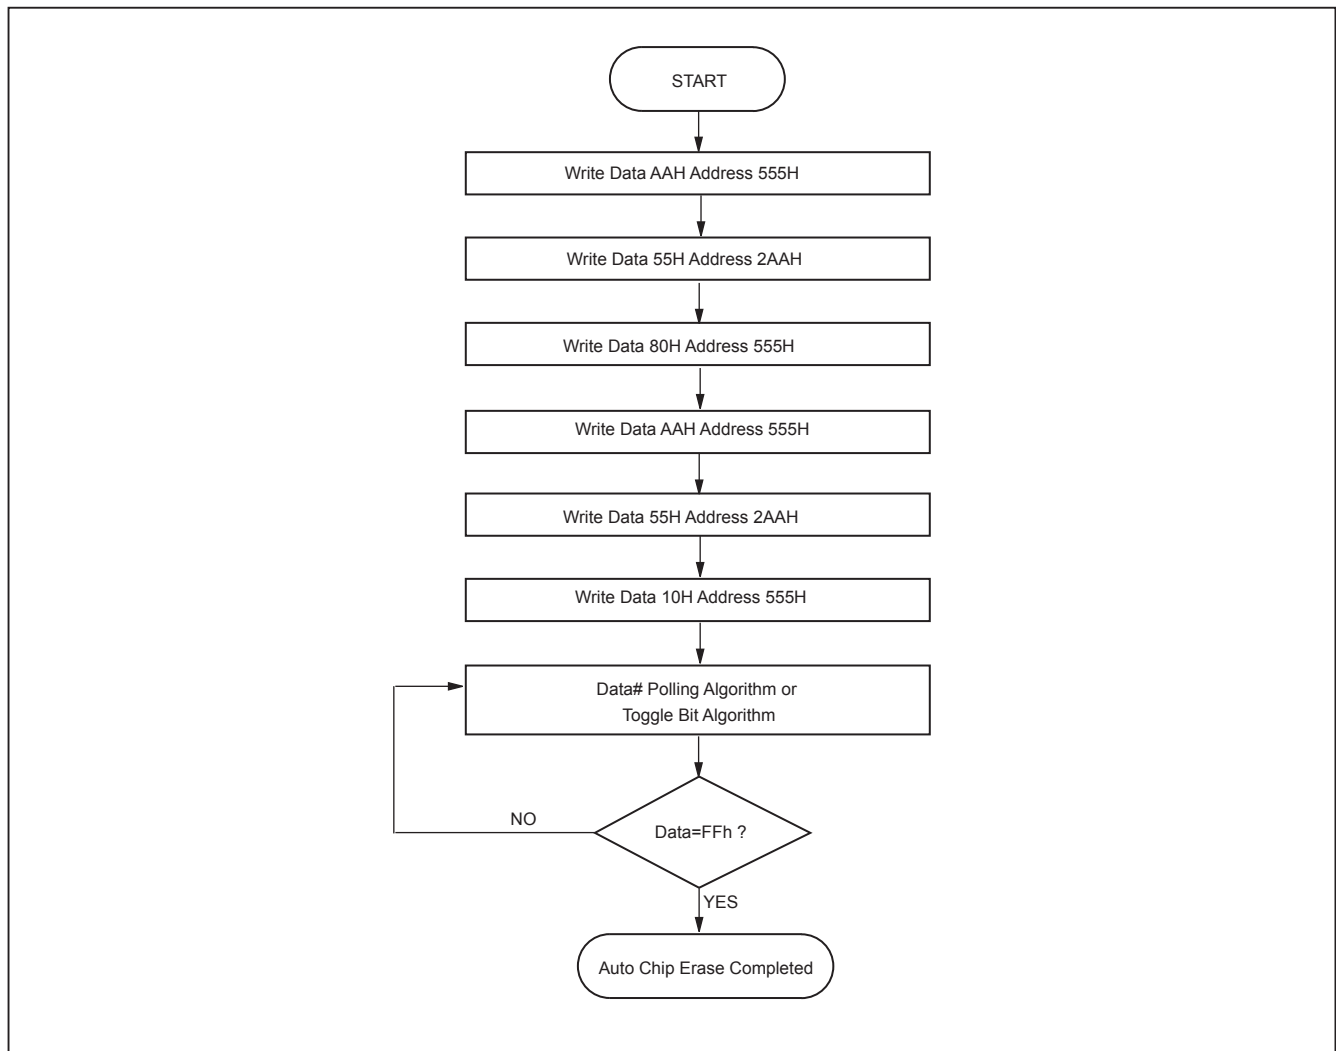 START
Write Data AAH Address 555H
Write Data 55H Address 2AAH
Write Data 80H Address 555H
Write Data AAH Address 555H
Write Data 55H Address 2AAH
Write Data 10H Address 555H
Data# Polling Algorithm or
Toggle Bit Algorithm
NO
Data=FFh ?
YES
Auto Chip Erase Completed